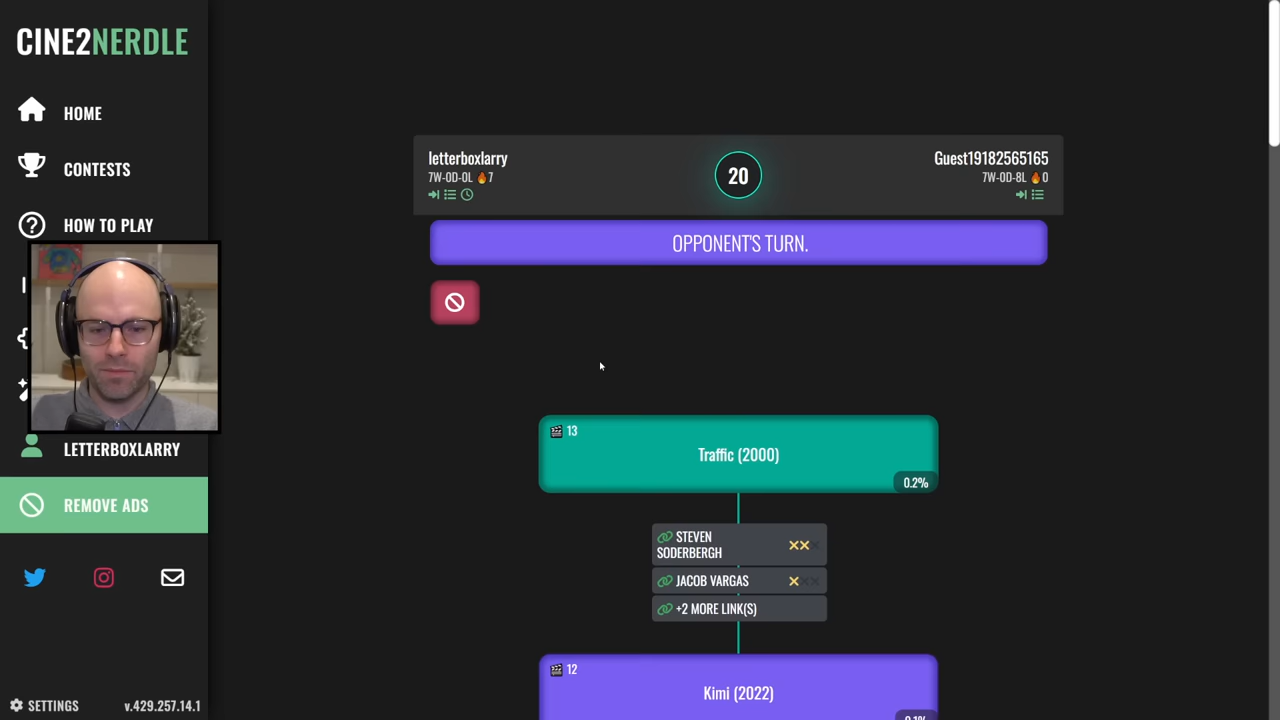 CINE2NERDLE
HOME
CONTESTS
HOW TO PLAY
LETTERBOXLARRY
REMOVE ADS
SETTINGS
v.429.257.14.1
letterboxlarry
7W-0D-0L 🔥7
20
Guest19182565165
7W-0D-8L 🔥0
OPPONENT'S TURN.
13
Traffic (2000)
0.2%
STEVEN
SODERBERGH
JACOB VARGAS
+2 MORE LINK(S)
12
Kimi (2022)